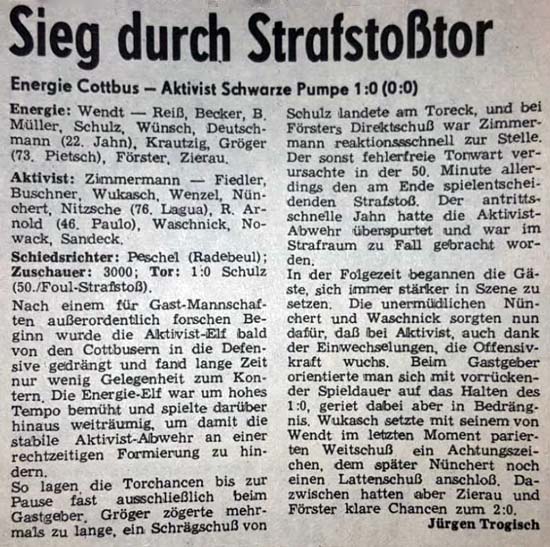 Sieg durch Strafstoßtor
Energie Cottbus — Aktivist Schwarze Pumpe 1:0 (0:0)
Energie: Wendt — Reiß, Becker, B.
Müller, Schulz, Wünsch, Deutsch-
mann (22. Jahn), Krautzig, Gröger
(73. Pietsch), Förster, Zierau.
Aktivist: Zimmermann — Fiedler,
Buschner, Wukasch, Wenzel, Nün-
chert, Nitzsche (76. Lagua), R. Ar-
nold (46. Paulo), Waschnick, No-
wack, Sandeck.
Schiedsrichter: Peschel (Radebeul);
Zuschauer: 3000; Tor: 1:0 Schulz
(50./Foul-Strafstoß).
Nach einem für Gast-Mannschaf-
ten außerordentlich forschen Be-
ginn wurde die Aktivist-Elf bald
von den Cottbusern in die Defen-
sive gedrängt und fand lange Zeit
nur wenig Gelegenheit zum Kon-
tern. Die Energie-Elf war um hohes
Tempo bemüht und spielte darüber
hinaus weiträumig, um damit die
stabile Aktivist-Abwehr an einer
rechtzeitigen Formierung zu hin-
dern.
So lagen die Torchancen bis zur
Pause fast ausschließlich beim
Gastgeber. Gröger zögerte mehr-
mals zu lange, ein Schrägschuß von
Schulz landete am Toreck, und bei
Försters Direktschuß war Zimmer-
mann reaktionssschnell zur Stelle.
Der sonst fehlerfreie Torwart ver-
ursachte in der 50. Minute aller-
dings den am Ende spielentschei-
denden Strafstoß. Der antritts-
schnelle Jahn hatte die Aktivist-
Abwehr überspurtet und war im
Strafraum zu Fall gebracht wor-
den.
In der Folgezeit begannen die Gä-
ste, sich immer stärker in Szene zu
setzen. Die unermüdlichen Nün-
chert und Waschnick sorgten nun
dafür, daß bei Aktivist, auch dank
der Einwechselungen, die Offensiv-
kraft wuchs. Beim Gastgeber
orientierte man sich mit vorrücken-
der Spieldauer auf das Halten des
1:0, geriet dabei aber in Bedräng-
nis. Wukasch setzte mit seinem von
Wendt im letzten Moment parier-
ten Weitschuß ein Achtungszei-
chen, dem später Nünchert noch
einen Lattenschuß anschloß. Da-
zwischen hatten aber Zierau und
Förster klare Chancen zum 2:0.
Jürgen Trogisch